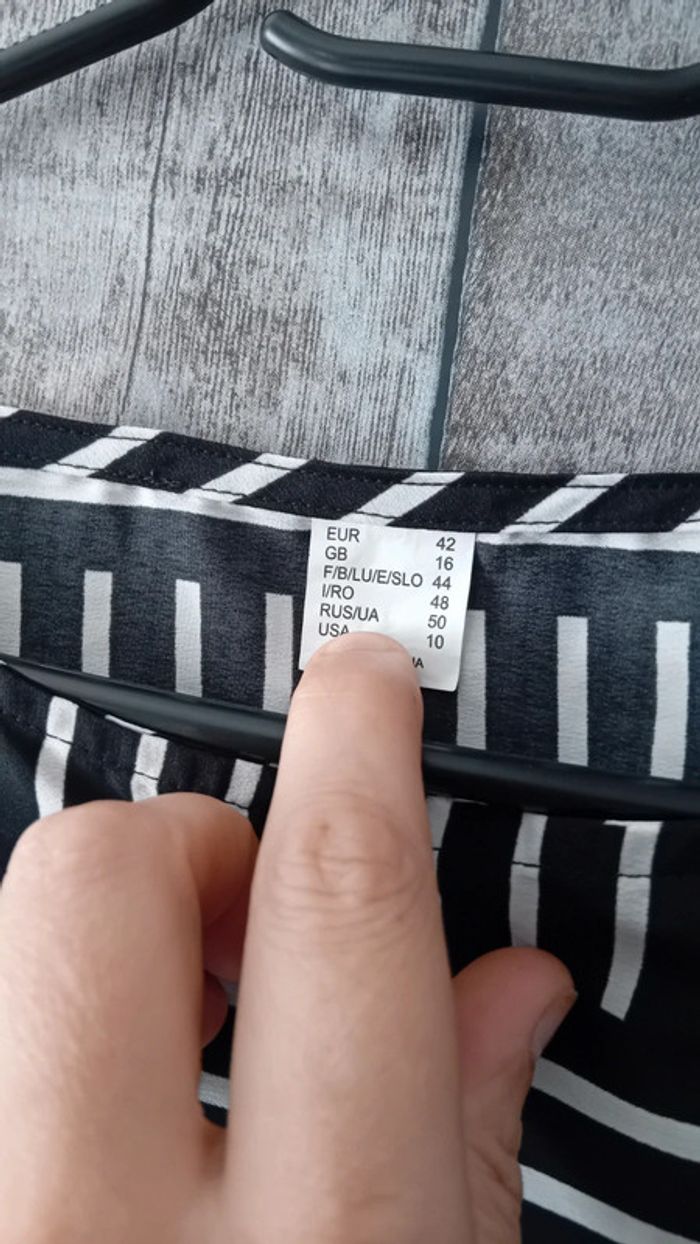 EUR 42
GB 16
F/B/LU/E/SLO 44
I/RO 48
RUS/UA 50
USA 10